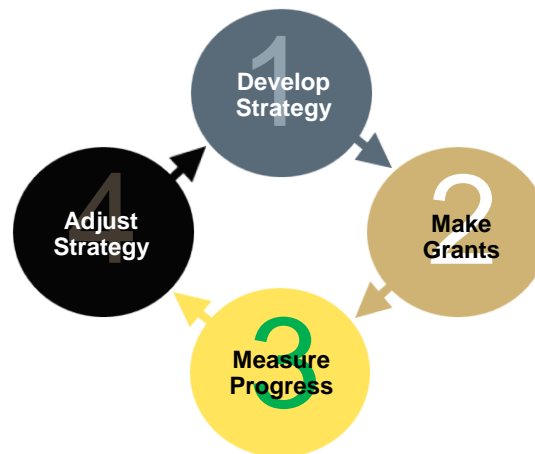 1
Develop
Strategy
2
Make
Grants
3
Measure
Progress
4
Adjust
Strategy